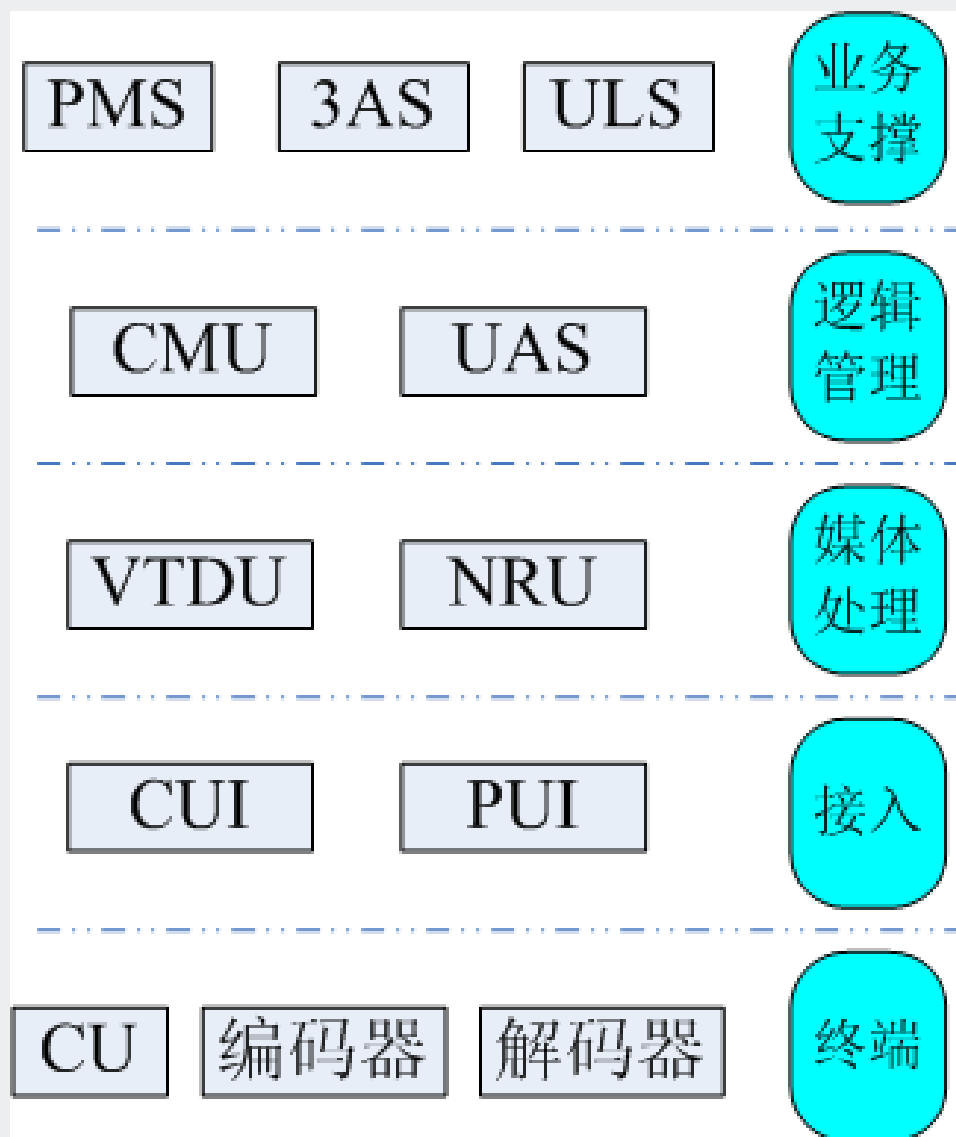 PMS 3AS ULS 业务
支撑
CMU UAS 逻辑
管理
VTDU NRU 媒体
处理
CUI PUI 接入
CU 编码器 解码器 终端